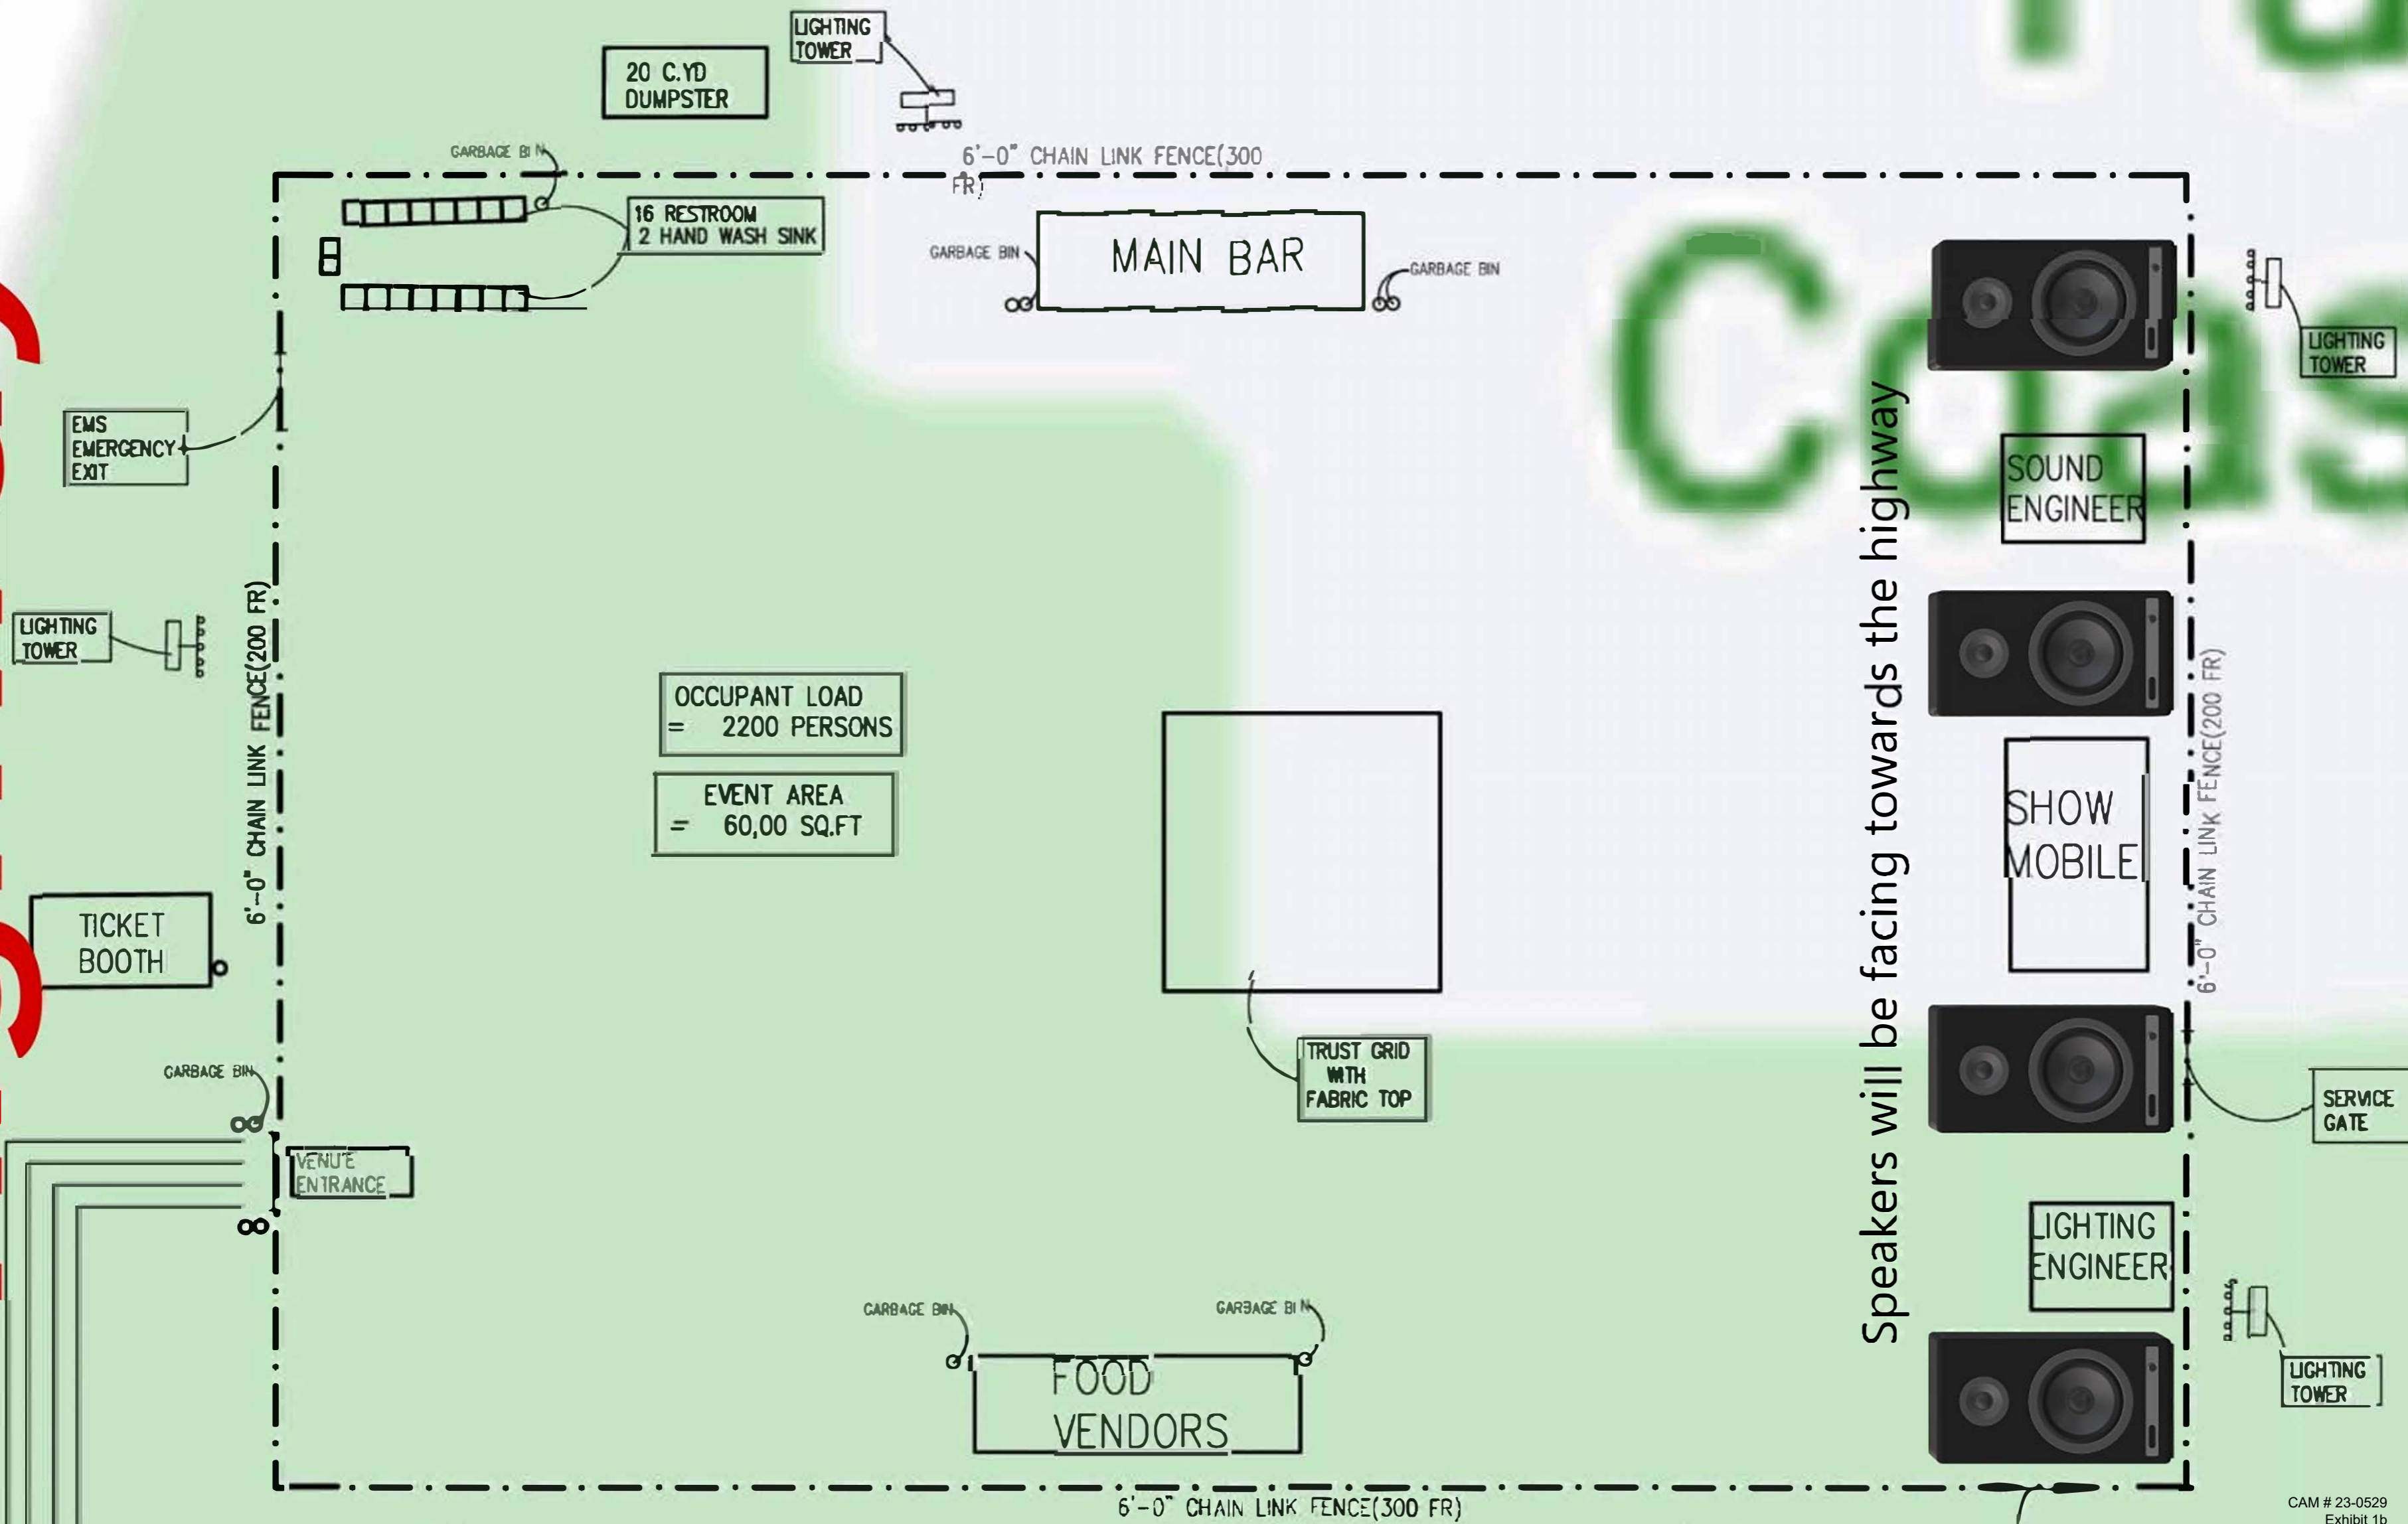 LIGHTING
TOWER
20 C.YD
DUMPSTER
GARBAGE BIN
6'-0" CHAIN LINK FENCE(300
FR)
16 RESTROOM
2 HAND WASH SINK
GARBAGE BIN
MAIN BAR
GARBAGE BIN
Coas
LIGHTING
TOWER
EMS
EMERGENCY
EXIT
SOUND
ENGINEER
Speakers will be facing towards the highway
6'-0" CHAIN LINK FENCE(200 FR)
LIGHTING
TOWER
OCCUPANT LOAD
= 2200 PERSONS
EVENT AREA
= 60,00 SQ.FT
6'-0" CHAIN LINK FENCE(200 FR)
SHOW
MOBILE
TICKET
BOOTH
TRUST GRID
WITH
FABRIC TOP
GARBAGE BIN
SERVICE
GATE
VENUE
ENTRANCE
LIGHTING
ENGINEER
GARBAGE BIN
GARBAGE BIN
FOOD
VENDORS
LIGHTING
TOWER
6'-0" CHAIN LINK FENCE(300 FR)
CAM # 23-0529
Exhibit 1b